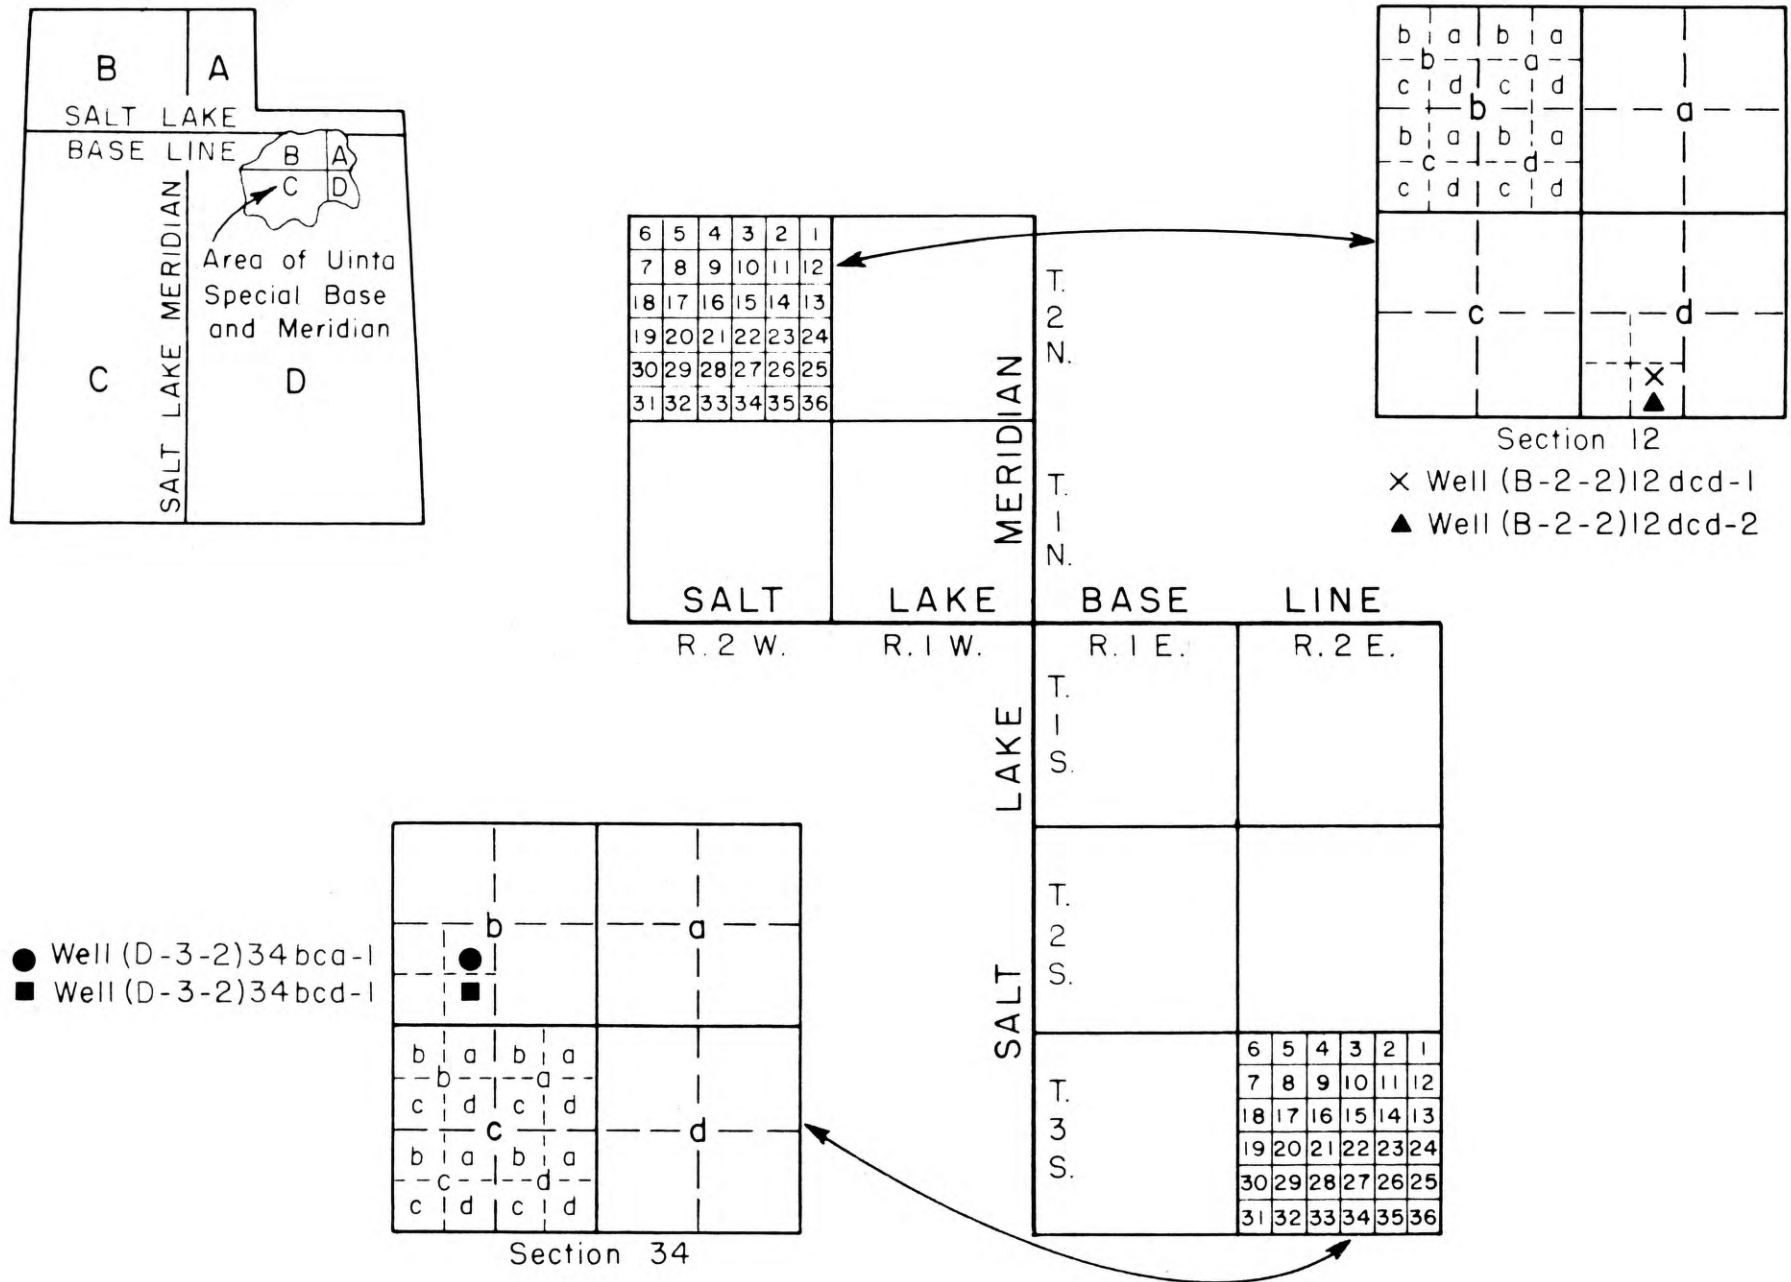 B A
SALT LAKE
BASE LINE
B A
C D
SALT LAKE MERIDIAN
Area of Uinta
Special Base
and Meridian
C D
6 5 4 3 2 1
7 8 9 10 11 12
18 17 16 15 14 13
19 20 21 22 23 24
30 29 28 27 26 25
31 32 33 34 35 36
T.
2
N.
T.
1
N.
MERIDIAN
SALT LAKE BASE LINE
R. 2 W. R. 1 W. R. 1 E. R. 2 E.
b a b a
b a
c d c d
b a
b a b a
c d
c d c d
c d
Section 12
Well (B-2-2)12 dcd-1
Well (B-2-2)12 dcd-2
SALT LAKE
T.
1
S.
T.
2
S.
T.
3
S.
6 5 4 3 2 1
7 8 9 10 11 12
18 17 16 15 14 13
19 20 21 22 23 24
30 29 28 27 26 25
31 32 33 34 35 36
Well (D-3-2)34 bca-1
Well (D-3-2)34 bcd-1
b a
b a b a
b a
c d c d
c d
b a b a
c d
c d c d
Section 34